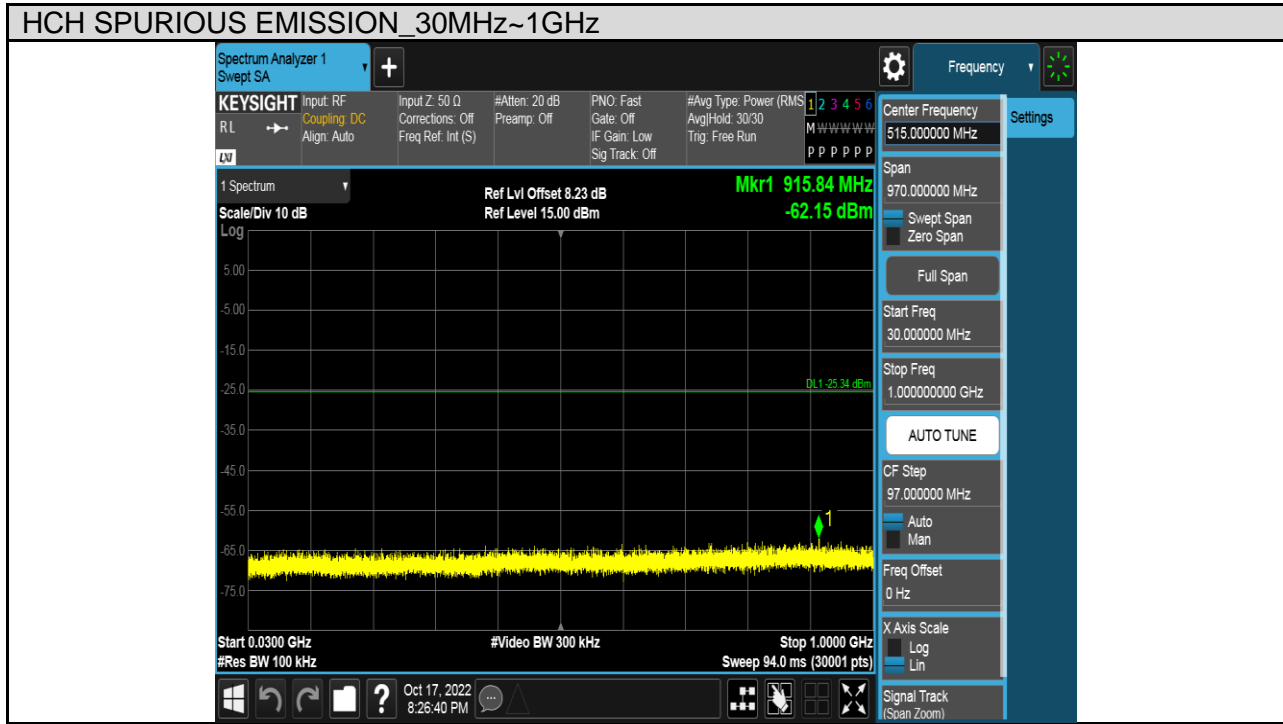 HCH SPURIOUS EMISSION_30MHz~1GHz
Spectrum Analyzer 1
Swept SA
+
Frequency
KEYSIGHT
R L
LXI
Input: RF
Coupling: DC
Align: Auto
Input Z: 50 Ω
Corrections: Off
Freq Ref: Int (S)
#Atten: 20 dB
Preamp: Off
PNO: Fast
Gate: Off
IF Gain: Low
Sig Track: Off
#Avg Type: Power (RMS
Avg|Hold: 30/30
Trig: Free Run
1 2 3 4 5 6
M W W W W W
P P P P P P
1 Spectrum
Scale/Div 10 dB
Log
Ref Lvl Offset 8.23 dB
Ref Level 15.00 dBm
Mkr1 915.84 MHz
-62.15 dBm
5.00
-5.00
-15.0
-25.0
DL1 -25.34 dBm
-35.0
-45.0
-55.0
1
-65.0
-75.0
Start 0.0300 GHz
#Video BW 300 kHz
Stop 1.0000 GHz
#Res BW 100 kHz
Sweep 94.0 ms (30001 pts)
?
Oct 17, 2022
8:26:40 PM
Center Frequency
515.000000 MHz
Settings
Span
970.000000 MHz
Swept Span
Zero Span
Full Span
Start Freq
30.000000 MHz
Stop Freq
1.000000000 GHz
AUTO TUNE
CF Step
97.000000 MHz
Auto
Man
Freq Offset
0 Hz
X Axis Scale
Log
Lin
Signal Track
(Span Zoom)